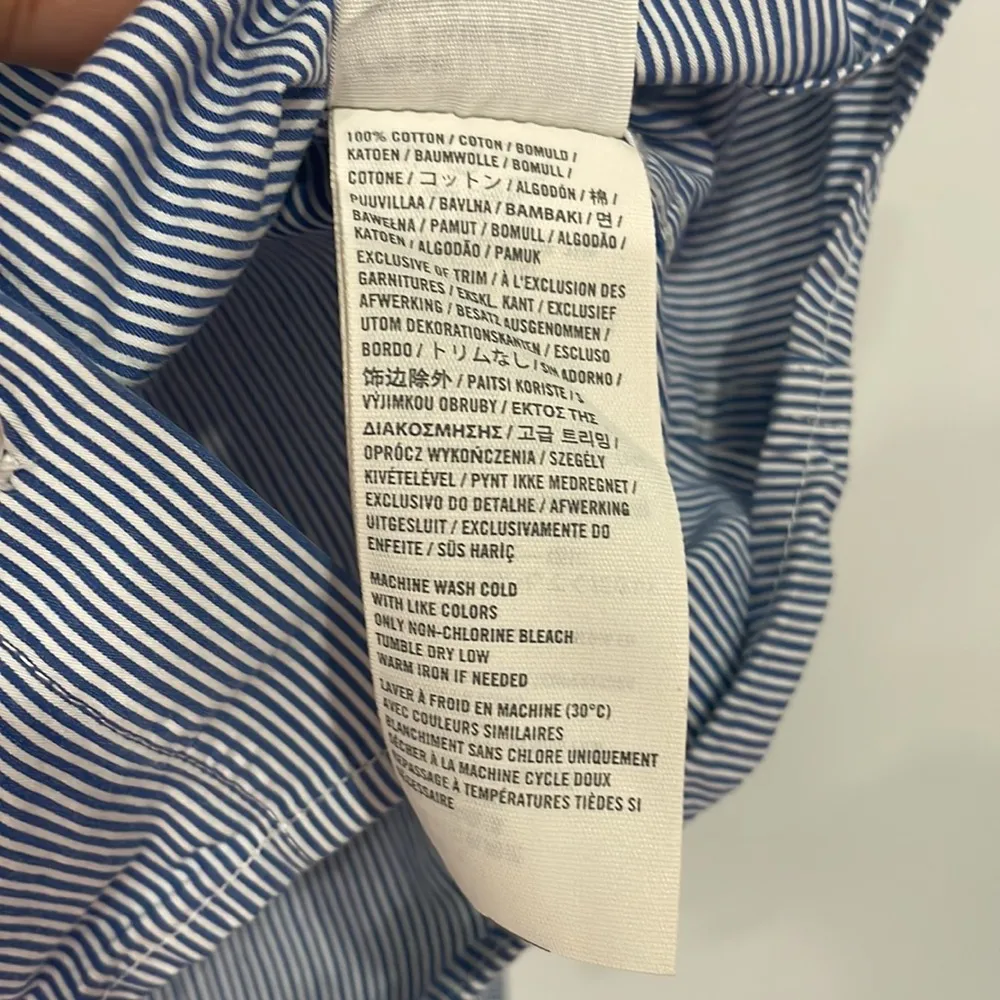 100% COTTON / COTON / BOMULD /
KATOEN / BAUMWOLLE / BOMULL /
COTONE / コットン / ALGODÓN / 棉 /
PUUVILLAA / BAVLNA / BAMBAKI / 면 /
BAWEŁNA / PAMUT / BOMULL / ALGODÃO /
KATOEN / ALGODÃO / PAMUK
EXCLUSIVE OF TRIM / À L'EXCLUSION DES
GARNITURES / EKSKL. KANT / EXCLUSIEF
AFWERKING / BESATZ AUSGENOMMEN /
UTOM DEKORATIONSKANTEN / ESCLUSO
BORDO / トリムなし / SIN ADORNO /
饰边除外 / PAITSI KORISTE /
VÝJIMKOU OBRUBY / ΕΚΤΟΣ ΤΗΣ
ΔΙΑΚΟΣΜΗΣΗΣ / 고급 트리밍 /
OPRÓCZ WYKOŃCZENIA / SZEGÉLY
KIVÉTELÉVEL / PYNT IKKE MEDREGNET /
EXCLUSIVO DO DETALHE / AFWERKING
UITGESLUIT / EXCLUSIVAMENTE DO
ENFEITE / SÜS HARİÇ
MACHINE WASH COLD
WITH LIKE COLORS
ONLY NON-CHLORINE BLEACH
TUMBLE DRY LOW
WARM IRON IF NEEDED
LAVER À FROID EN MACHINE (30°C)
AVEC COULEURS SIMILAIRES
BLANCHIMENT SANS CHLORE UNIQUEMENT
SÉCHER À LA MACHINE CYCLE DOUX
REPASSAGE À TEMPÉRATURES TIÈDES SI
NÉCESSAIRE